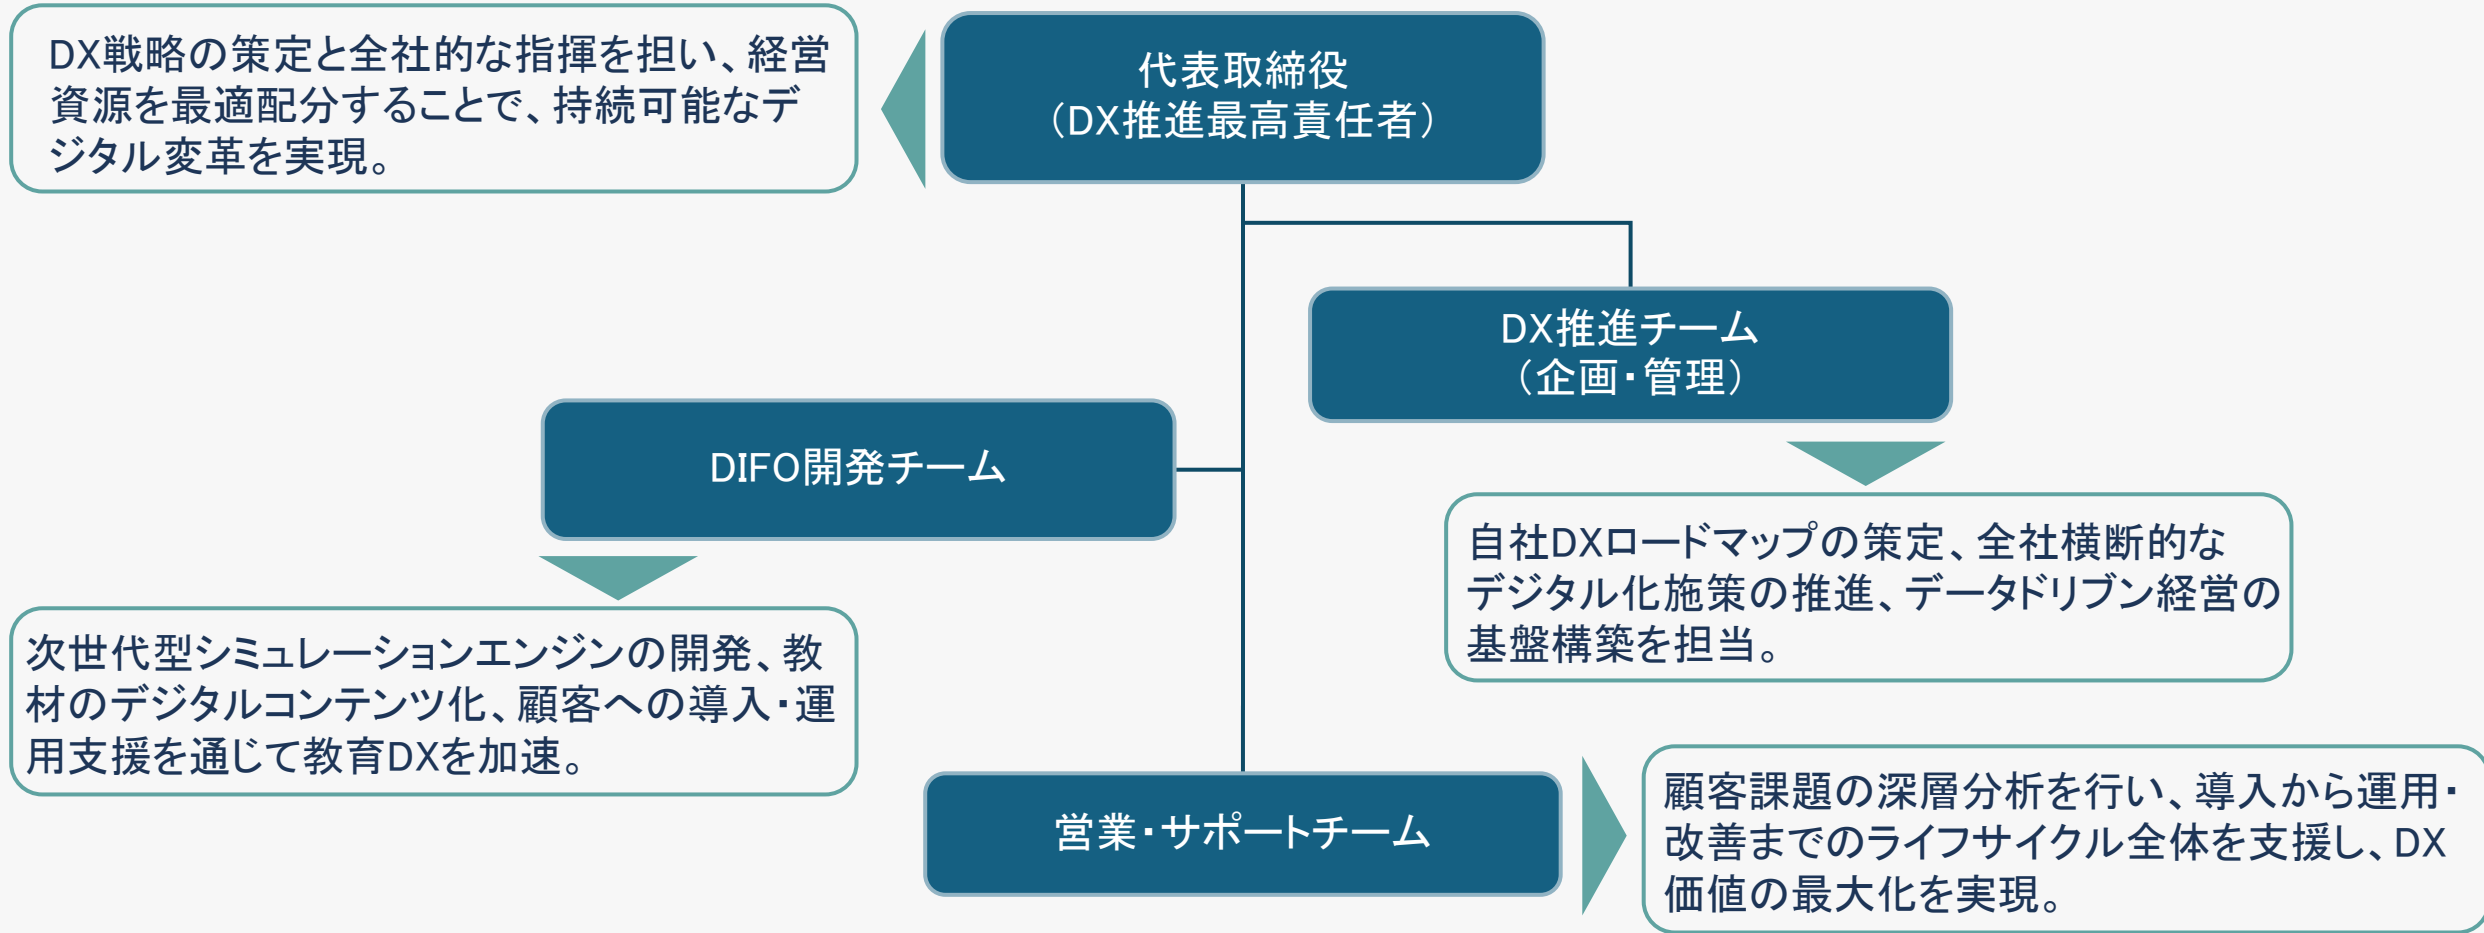 DX戦略の策定と全社的な指揮を担い、経営
資源を最適配分することで、持続可能なデ
ジタル変革を実現。
代表取締役
（DX推進最高責任者）
DX推進チーム
（企画・管理）
DIFO開発チーム
自社DXロードマップの策定、全社横断的な
デジタル化施策の推進、データドリブン経営の
基盤構築を担当。
次世代型シミュレーションエンジンの開発、教
材のデジタルコンテンツ化、顧客への導入・運
用支援を通じて教育DXを加速。
営業・サポートチーム
顧客課題の深層分析を行い、導入から運用・
改善までのライフサイクル全体を支援し、DX
価値の最大化を実現。